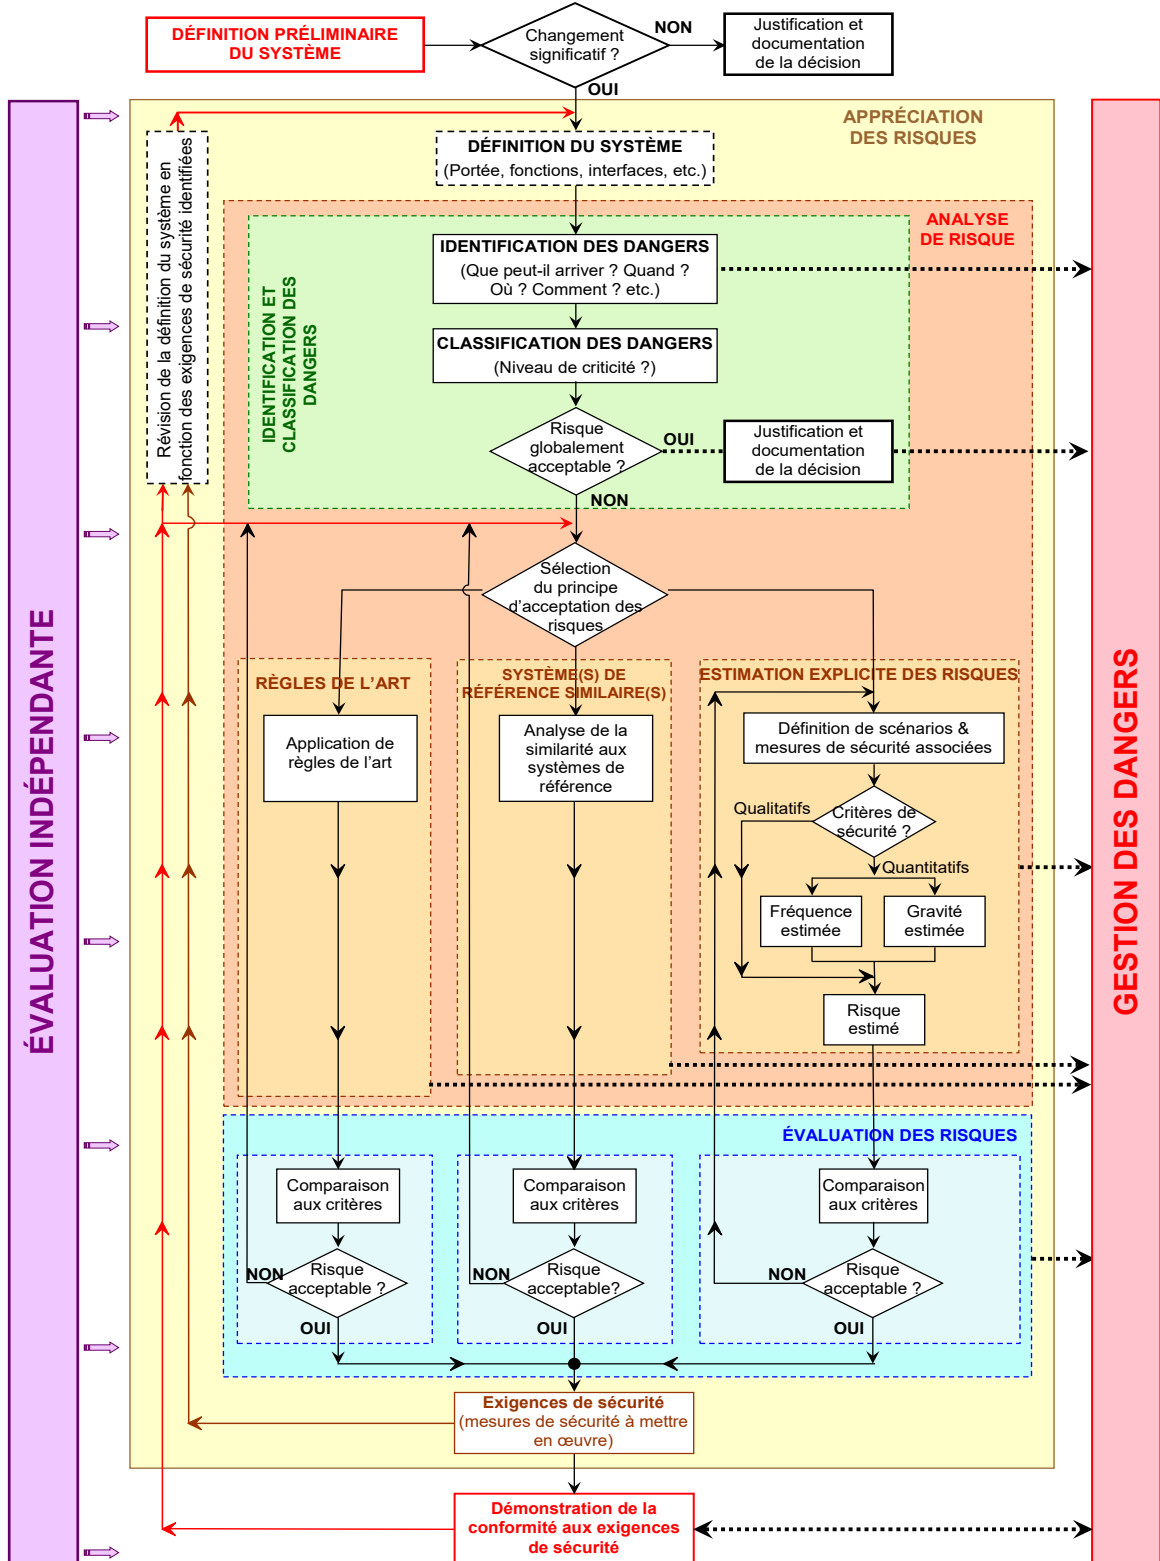 DÉFINITION PRÉLIMINAIRE
DU SYSTÈME
Changement
significatif ?
NON
Justification et
documentation
de la décision
OUI
ÉVALUATION INDÉPENDANTE
GESTION DES DANGERS
APPRÉCIATION
DES RISQUES
Révision de la définition du système en
fonction des exigences de sécurité identifiées
DÉFINITION DU SYSTÈME
(Portée, fonctions, interfaces, etc.)
ANALYSE
DE RISQUE
IDENTIFICATION ET
CLASSIFICATION DES
DANGERS
IDENTIFICATION DES DANGERS
(Que peut-il arriver ? Quand ?
Où ? Comment ? etc.)
CLASSIFICATION DES DANGERS
(Niveau de criticité ?)
Risque
globalement
acceptable ?
OUI
Justification et
documentation
de la décision
NON
Sélection
du principe
d’acceptation des
risques
RÈGLES DE L’ART
SYSTÈME(S) DE
RÉFÉRENCE SIMILAIRE(S)
ESTIMATION EXPLICITE DES RISQUES
Application de
règles de l’art
Analyse de la
similarité aux
systèmes de
référence
Définition de scénarios &
mesures de sécurité associées
Qualitatifs
Critères de
sécurité ?
Quantitatifs
Fréquence
estimée
Gravité
estimée
Risque
estimé
ÉVALUATION DES RISQUES
Comparaison
aux critères
Comparaison
aux critères
Comparaison
aux critères
NON
Risque
acceptable ?
NON
Risque
acceptable?
NON
Risque
acceptable ?
OUI
OUI
OUI
Exigences de sécurité
(mesures de sécurité à mettre
en œuvre)
Démonstration de la
conformité aux exigences
de sécurité